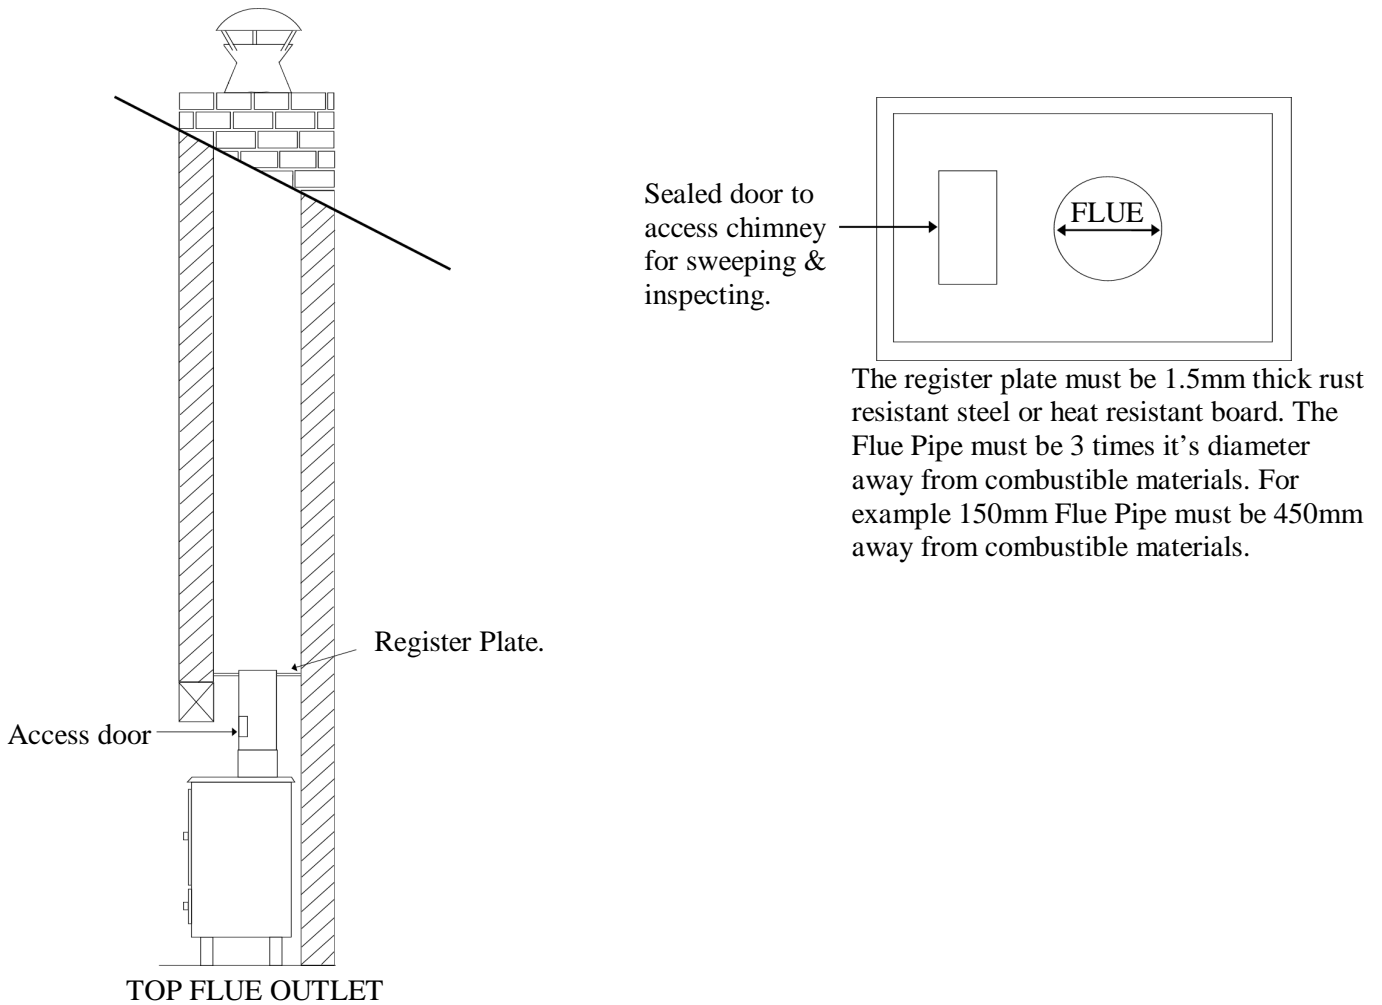 Sealed door to
access chimney
for sweeping &
inspecting.
FLUE
The register plate must be 1.5mm thick rust
resistant steel or heat resistant board. The
Flue Pipe must be 3 times it’s diameter
away from combustible materials. For
example 150mm Flue Pipe must be 450mm
away from combustible materials.
Register Plate.
Access door
TOP FLUE OUTLET